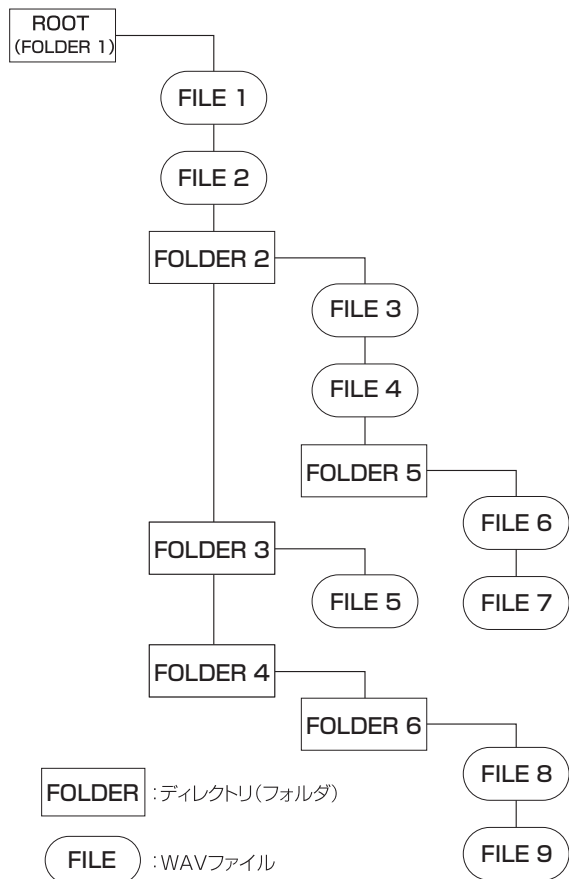 ROOT
(FOLDER 1)
FILE 1
FILE 2
FOLDER 2
FILE 3
FILE 4
FOLDER 5
FILE 6
FOLDER 3
FILE 5
FILE 7
FOLDER 4
FOLDER 6
FILE 8
FOLDER :ディレクトリ(フォルダ)
FILE 9
FILE :WAVファイル